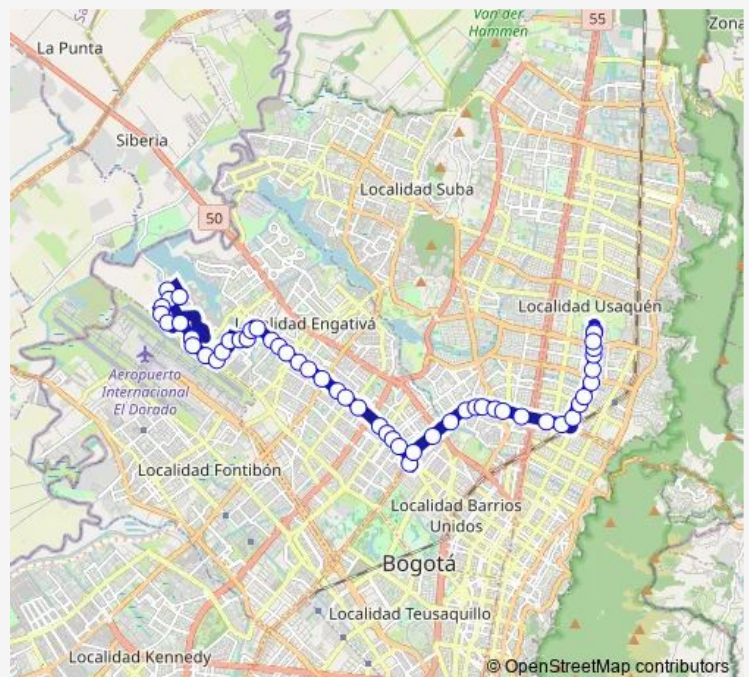 Van der
Hammen
55
Zona
La Punta
Siberia
Localidad Suba
50
Localidad Usaquén
Localidad Engativá
Aeropuerto
Internacional
El Dorado
Localidad Fontibón
Localidad Barrios
Unidos
Bogotá
Localidad Teusaquillo
Localidad Kennedy
© OpenStreetMap contributors